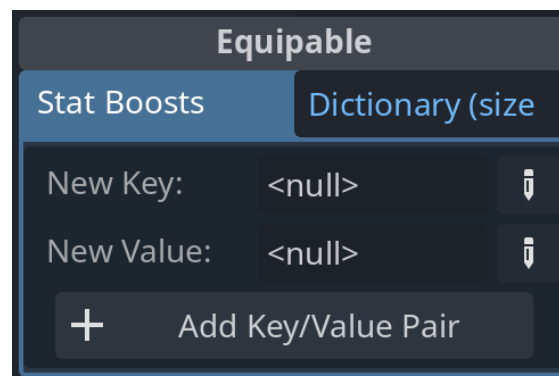 Equipable
Stat Boosts Dictionary (size
New Key: <null>
New Value: <null>
Add Key/Value Pair